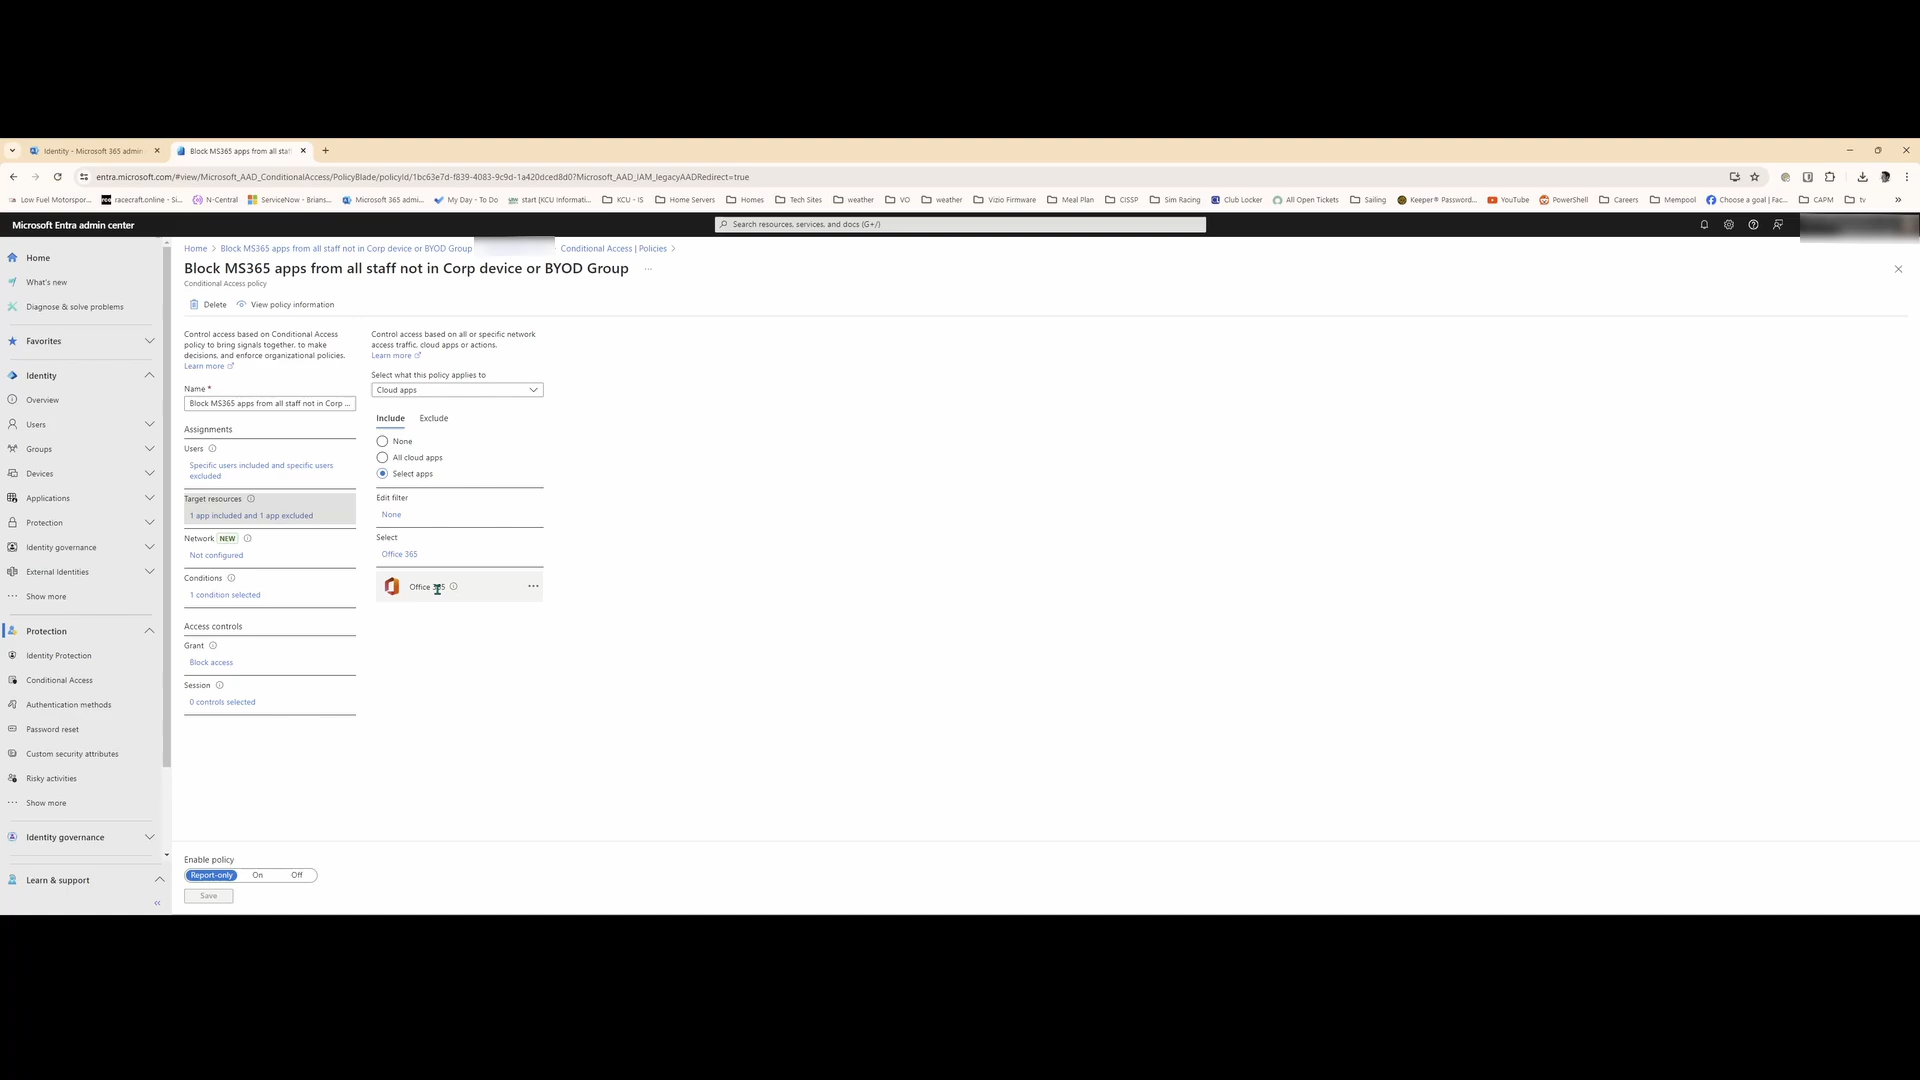 Identity - Microsoft 365 admin
Block MS365 apps from all staf
entra.microsoft.com/#view/Microsoft_AAD_ConditionalAccess/PolicyBlade/policyId/1bc63e7d-f839-4083-9c9d-1a420dced8d0?Microsoft_AAD_IAM_legacyAADRedirect=true
Low Fuel Motorspor... racecraft.online - Si... N-Central ServiceNow - Brians... Microsoft 365 admi... My Day - To Do start [KCU Informati... KCU - IS Home Servers Homes Tech Sites weather VO weather Vizio Firmware Meal Plan CISSP Sim Racing Club Locker All Open Tickets Sailing Keeper® Password... YouTube PowerShell Careers Mempool Choose a goal | Fac... CAPM tv
Microsoft Entra admin center
Search resources, services, and docs (G+/)
Home > Block MS365 apps from all staff not in Corp device or BYOD Group Conditional Access | Policies >
Block MS365 apps from all staff not in Corp device or BYOD Group ...
Conditional Access policy
Delete View policy information
Home
What's new
Diagnose & solve problems
Favorites
Identity
Overview
Users
Groups
Devices
Applications
Protection
Identity governance
External Identities
Show more
Protection
Identity Protection
Conditional Access
Authentication methods
Password reset
Custom security attributes
Risky activities
Show more
Identity governance
Learn & support
Control access based on Conditional Access
policy to bring signals together, to make
decisions, and enforce organizational policies.
Learn more
Name *
Block MS365 apps from all staff not in Corp ...
Assignments
Users
Specific users included and specific users
excluded
Target resources
1 app included and 1 app excluded
Network NEW
Not configured
Conditions
1 condition selected
Access controls
Grant
Block access
Session
0 controls selected
Control access based on all or specific network
access traffic, cloud apps or actions.
Learn more
Select what this policy applies to
Cloud apps
Include Exclude
None
All cloud apps
Select apps
Edit filter
None
Select
Office 365
Office 365
Enable policy
Report-only On Off
Save